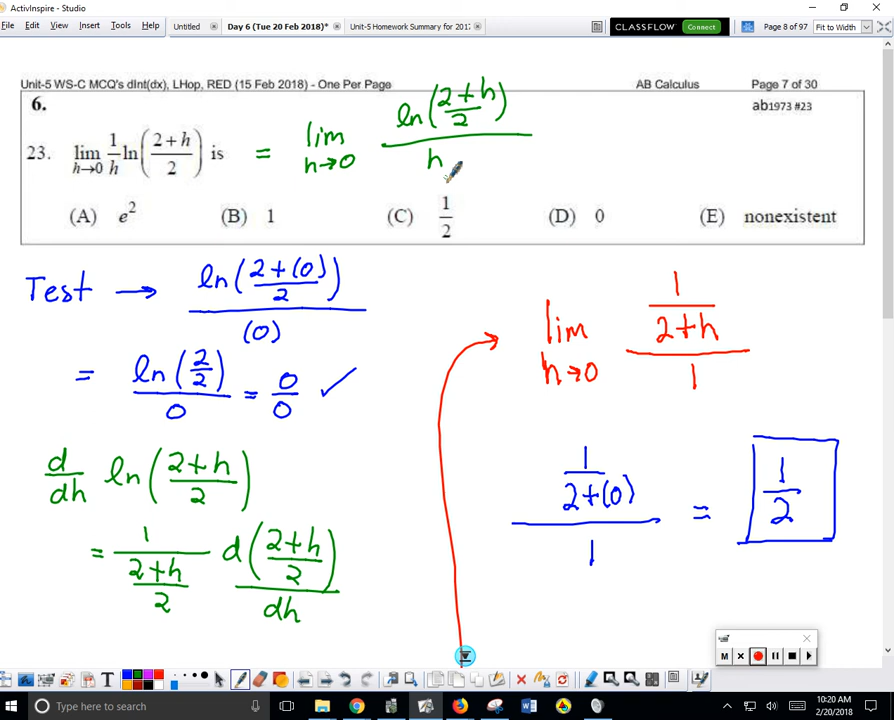 ActivInspire - Studio
File Edit View Insert Tools Help
Untitled
Day 6 (Tue 20 Feb 2018)*
Unit-5 Homework Summary for 201
CLASSFLOW Connect
Page 8 of 97
Fit to Width
Unit-5 WS-C MCQ's dInt(dx), LHop, RED (15 Feb 2018) - One Per Page AB Calculus Page 7 of 30
6. ab1973 #23
23. lim h→0 1/h ln((2+h)/2) is = lim h→0 ln((2+h)/2)/h
(A) e² (B) 1 (C) 1/2 (D) 0 (E) nonexistent
Test → ln((2+(0))/2)/(0)
= ln(2/2)/0 = 0/0 ✓
d/dh ln((2+h)/2)
= 1/((2+h)/2) d((2+h)/2)/dh
lim h→0 (1/(2+h))/1
(1/(2+(0)))/1 = 1/2
M
T
Type here to search
10:20 AM
2/20/2018